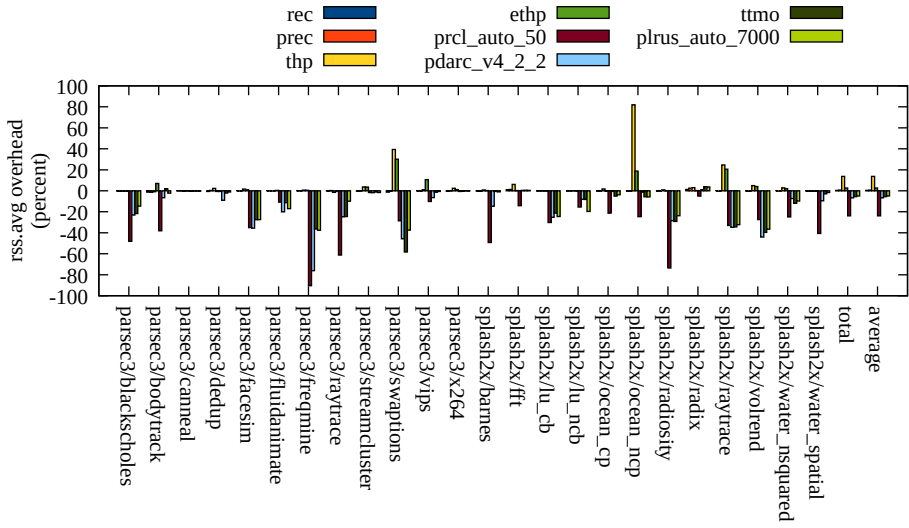 rec
prec
thp
ethp
prcl_auto_50
pdarc_v4_2_2
ttmo
plrus_auto_7000
rss.avg overhead
(percent)
100
80
60
40
20
0
-20
-40
-60
-80
-100
parsec3/blackscholes
parsec3/bodytrack
parsec3/canneal
parsec3/dedup
parsec3/facesim
parsec3/fluidanimate
parsec3/freqmine
parsec3/raytrace
parsec3/streamcluster
parsec3/swaptions
parsec3/vips
parsec3/x264
splash2x/barnes
splash2x/fft
splash2x/lu_cb
splash2x/lu_ncb
splash2x/ocean_cp
splash2x/ocean_ncp
splash2x/radiosity
splash2x/radix
splash2x/raytrace
splash2x/volrend
splash2x/water_nsquared
splash2x/water_spatial
total
average